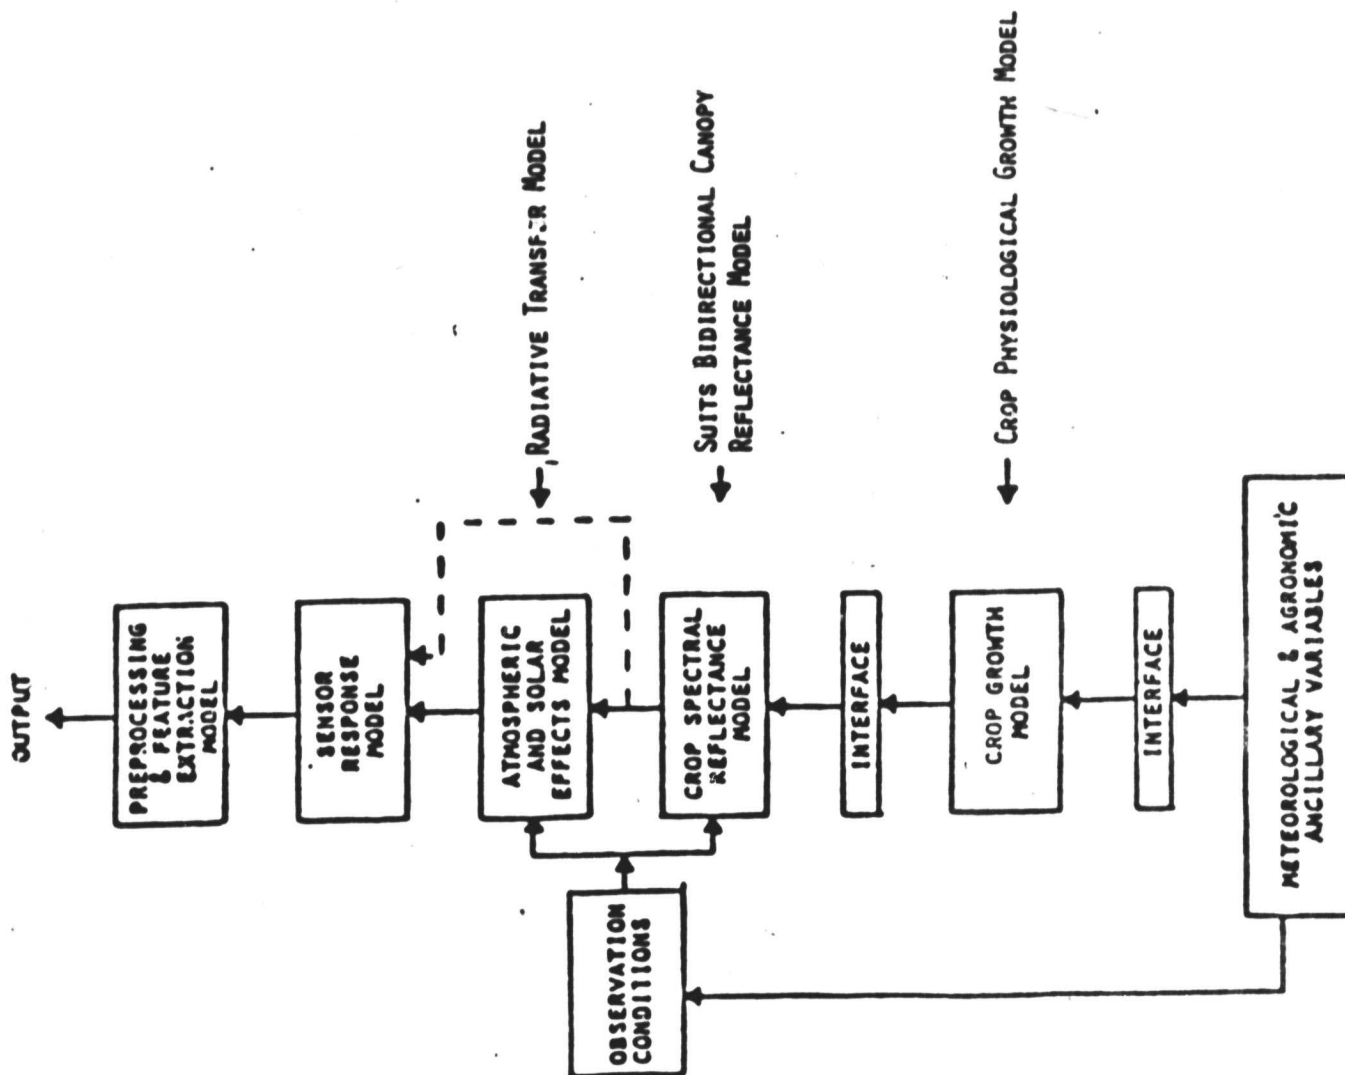 OUTPUT
PREPROCESSING
& FEATURE
EXTRACTION
MODEL
SENSOR
RESPONSE
MODEL
ATMOSPHERIC
AND SOLAR
EFFECTS MODEL
RADIATIVE TRANSFER MODEL
OBSERVATION
CONDITIONS
CROP SPECTRAL
REFLECTANCE
MODEL
SUITS BIDIRECTIONAL CANOPY
REFLECTANCE MODEL
INTERFACE
CROP GROWTH
MODEL
CROP PHYSIOLOGICAL GROWTH MODEL
INTERFACE
METEOROLOGICAL & AGRONOMIC
ANCILLARY VARIABLES